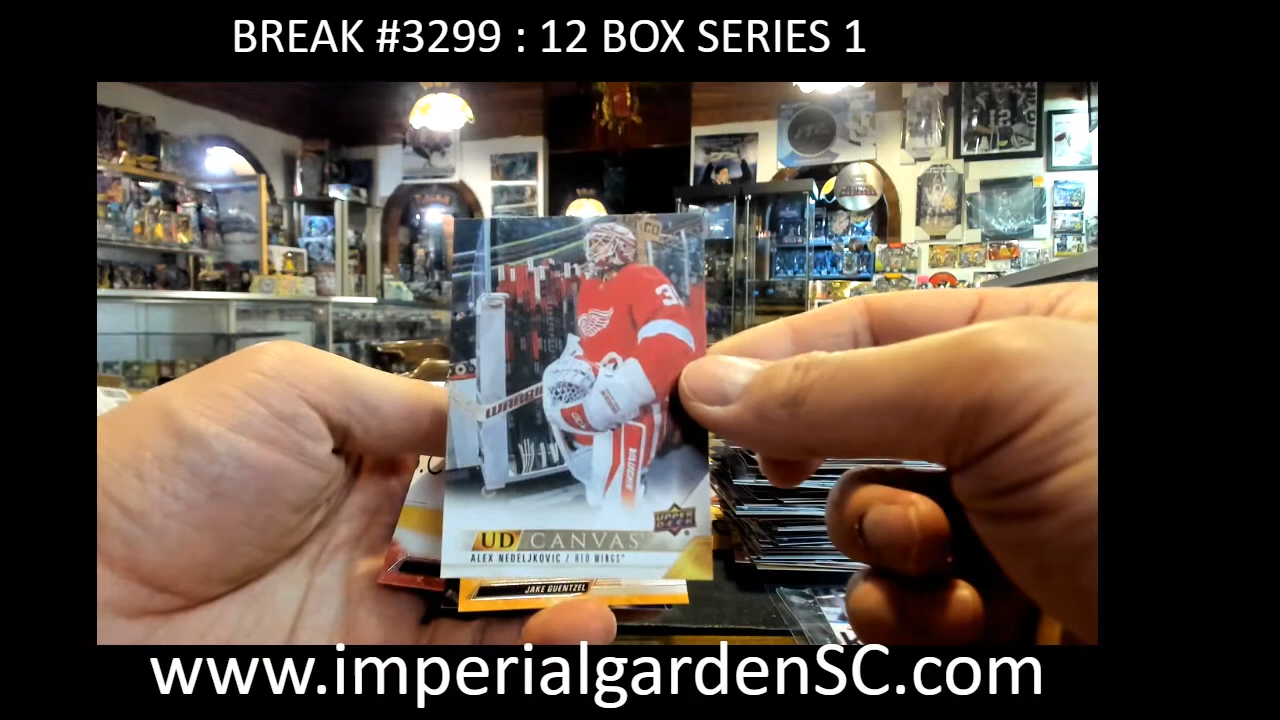 BREAK #3299 : 12 BOX SERIES 1
WARRI
UPPER
DECK
UD CANVAS
ALEX NEDELJKOVIC / RED WINGS
JAKE GUENTZEL
www.imperialgardenSC.com